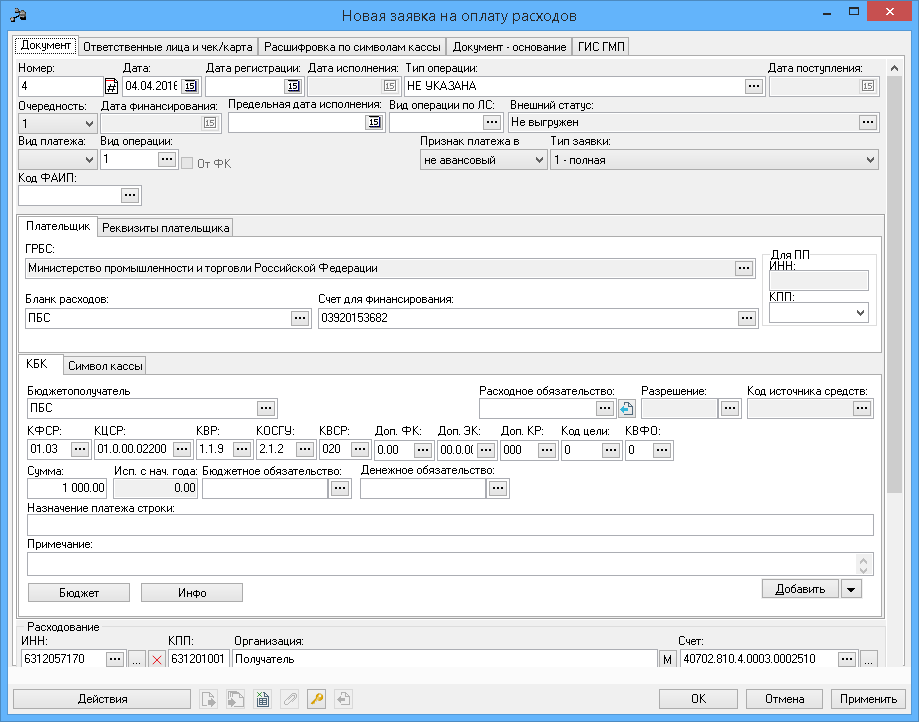 Новая заявка на оплату расходов
Документ Ответственные лица и чек/карта Расшифровка по символам кассы Документ - основание ГИС ГМП
Номер: Дата: Дата регистрации: Дата исполнения: Тип операции: Дата поступления:
4 04.04.2016 15 15 15 НЕ УКАЗАНА ... 15
Очередность: Дата финансирования: Предельная дата исполнения: Вид операции по ЛС: Внешний статус:
1 15 15 ... Не выгружен ...
Вид платежа: Вид операции: Признак платежа в Тип заявки:
1 ... От ФК не авансовый 1 - полная
Код ФАИП:
...
Плательщик Реквизиты плательщика
ГРБС: Для ПП
Министерство промышленности и торговли Российской Федерации ... ИНН:
Бланк расходов: Счет для финансирования: КПП:
ПБС ... 03920153682 ...
КБК Символ кассы
Бюджетополучатель Расходное обязательство: Разрешение: Код источника средств:
ПБС ... ... ... ...
КФСР: КЦСР: КВР: КОСГУ: КВСР: Доп. ФК: Доп. ЭК: Доп. КР: Код цели: КВФО:
01.03 ... 01.0.00.02200 ... 1.1.9 ... 2.1.2 ... 020 ... 0.00 ... 00.0.00 ... 000 ... 0 ... 0 ...
Сумма: Исп. с нач. года: Бюджетное обязательство: Денежное обязательство:
1 000.00 0.00 ... ...
Назначение платежа строки:
Примечание:
Бюджет Инфо Добавить
Расходование
ИНН: КПП: Организация: Счет:
6312057170 ... ... 631201001 Получатель М 40702.810.4.0003.0002510 ... ...
Действия ОК Отмена Применить